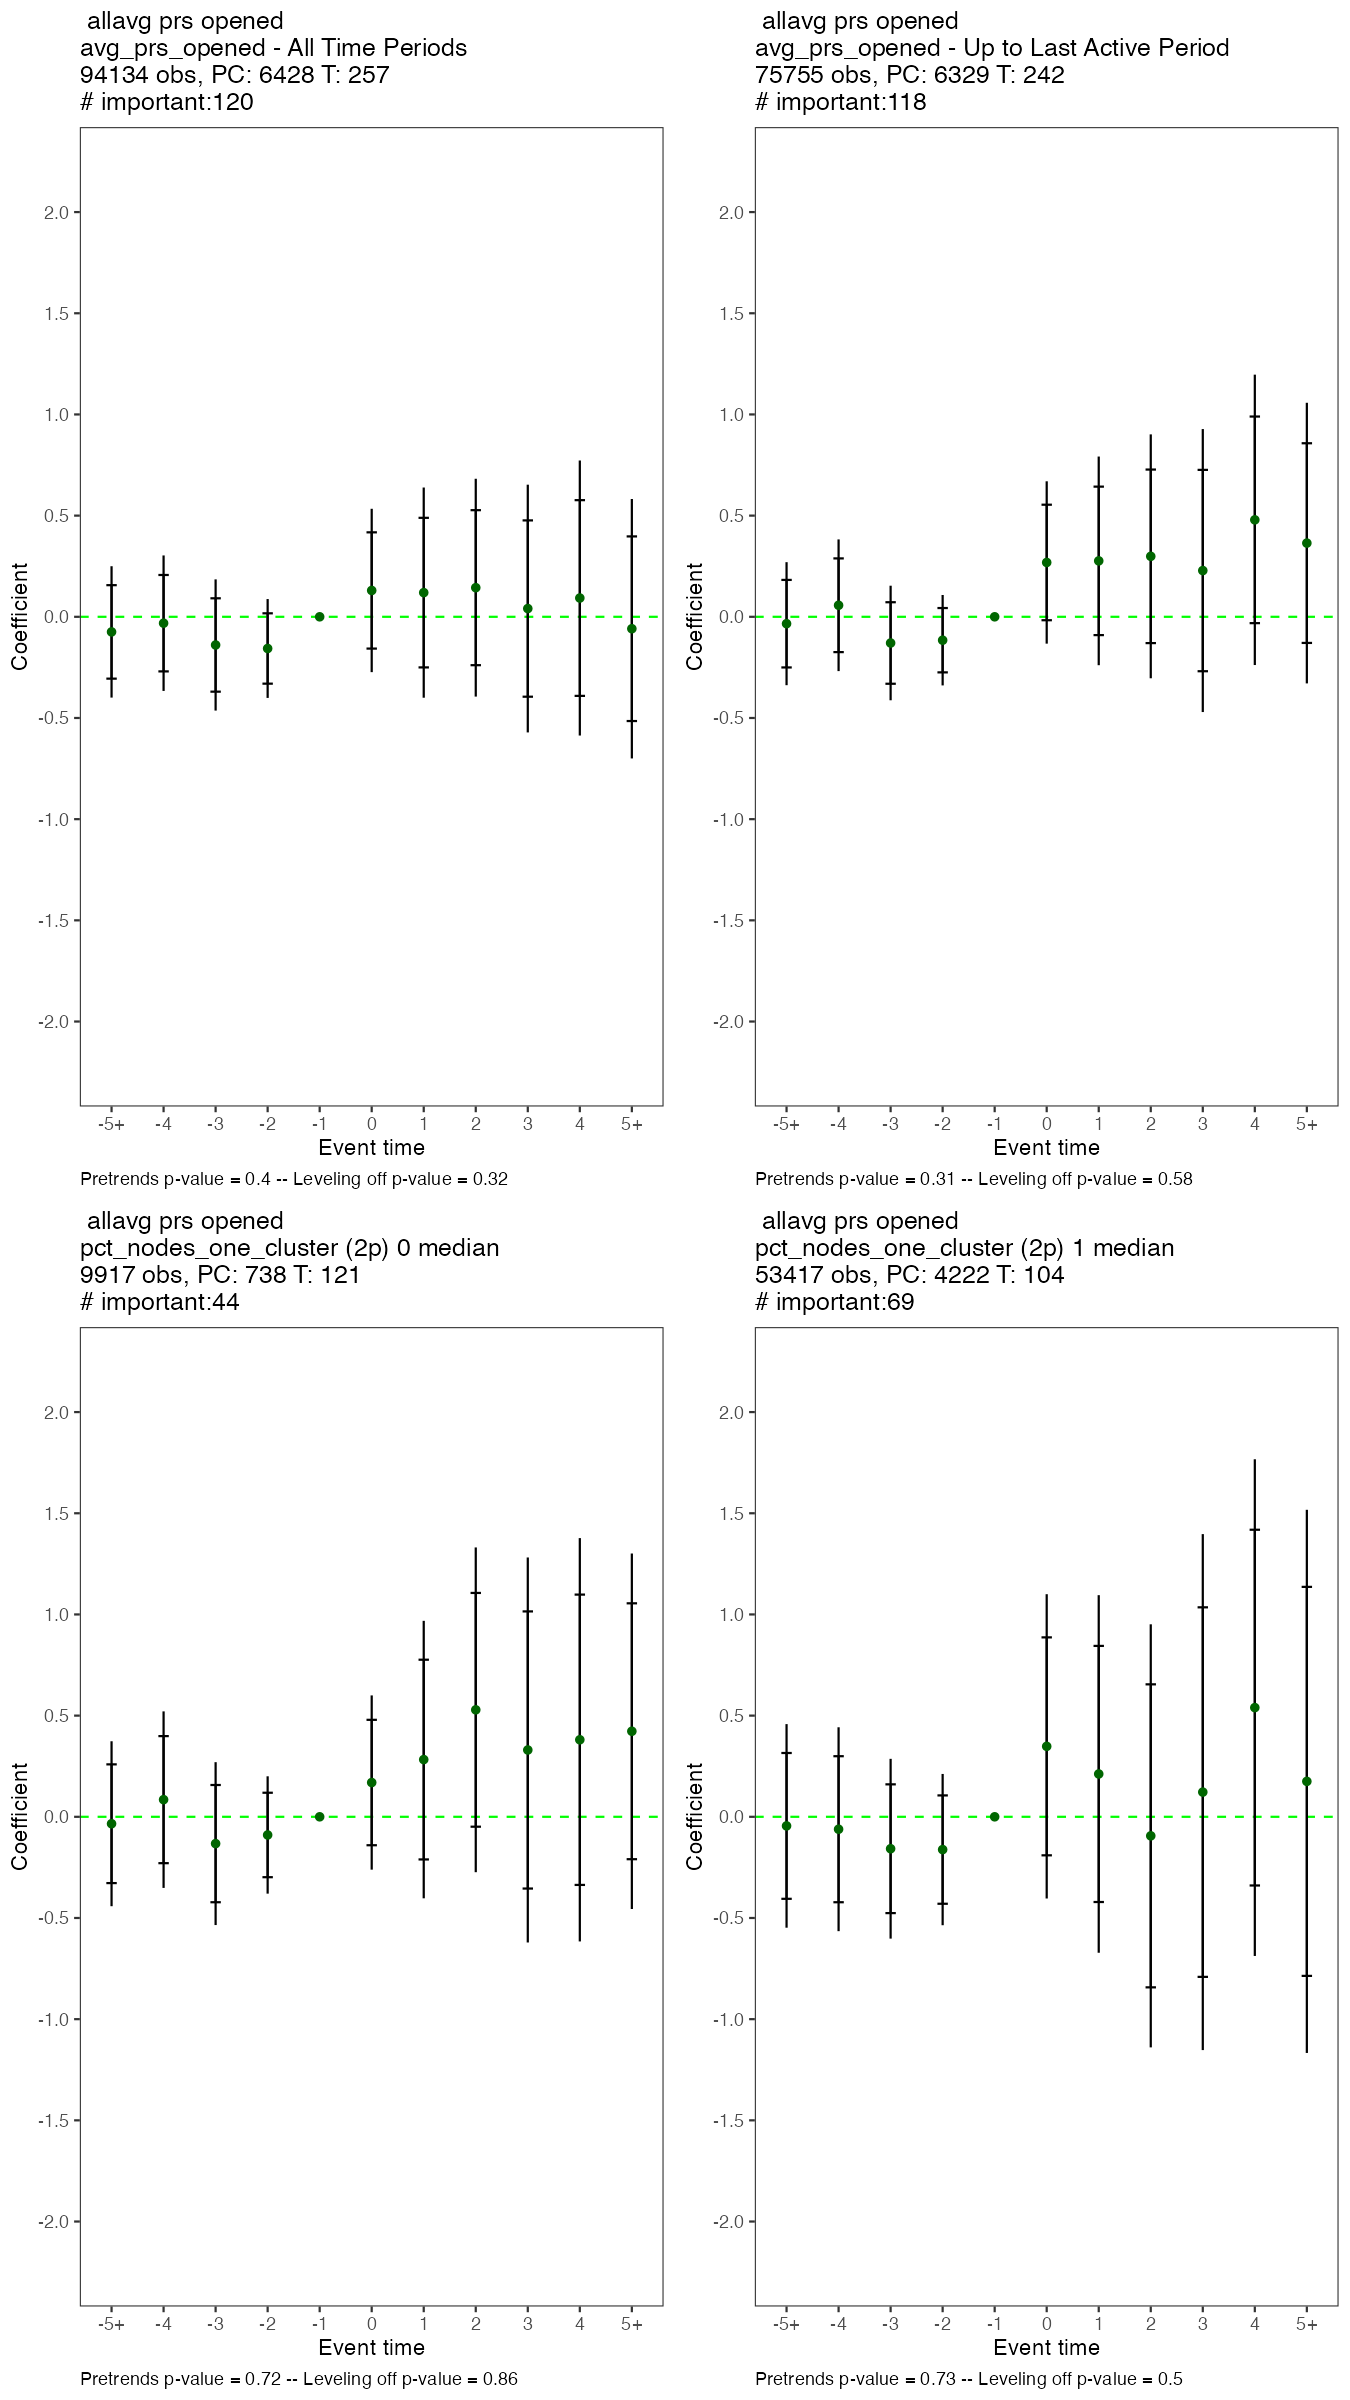 allavg prs opened
avg_prs_opened - All Time Periods
94134 obs, PC: 6428 T: 257
# important:120
Coefficient
2.0
1.5
1.0
0.5
0.0
-0.5
-1.0
-1.5
-2.0
-5+ -4 -3 -2 -1 0 1 2 3 4 5+
Event time
Pretrends p-value = 0.4 -- Leveling off p-value = 0.32
allavg prs opened
avg_prs_opened - Up to Last Active Period
75755 obs, PC: 6329 T: 242
# important:118
Coefficient
2.0
1.5
1.0
0.5
0.0
-0.5
-1.0
-1.5
-2.0
-5+ -4 -3 -2 -1 0 1 2 3 4 5+
Event time
Pretrends p-value = 0.31 -- Leveling off p-value = 0.58
allavg prs opened
pct_nodes_one_cluster (2p) 0 median
9917 obs, PC: 738 T: 121
# important:44
Coefficient
2.0
1.5
1.0
0.5
0.0
-0.5
-1.0
-1.5
-2.0
-5+ -4 -3 -2 -1 0 1 2 3 4 5+
Event time
Pretrends p-value = 0.72 -- Leveling off p-value = 0.86
allavg prs opened
pct_nodes_one_cluster (2p) 1 median
53417 obs, PC: 4222 T: 104
# important:69
Coefficient
2.0
1.5
1.0
0.5
0.0
-0.5
-1.0
-1.5
-2.0
-5+ -4 -3 -2 -1 0 1 2 3 4 5+
Event time
Pretrends p-value = 0.73 -- Leveling off p-value = 0.5